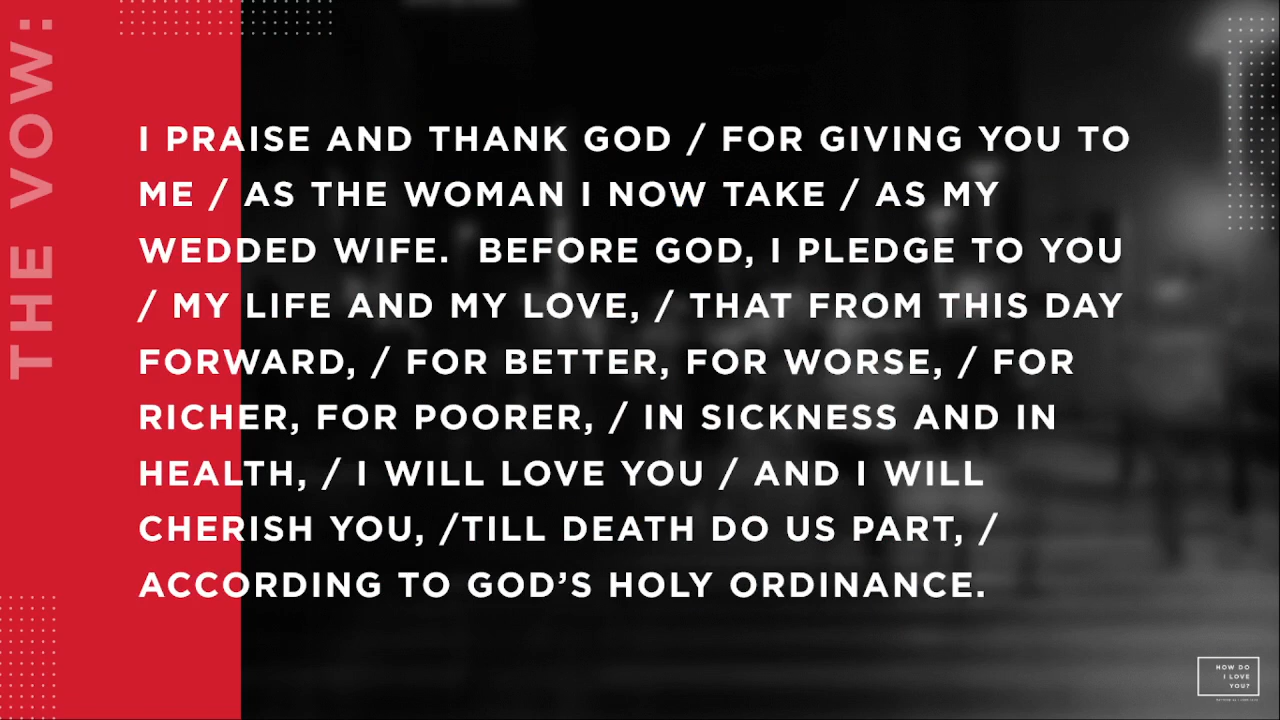 THE VOW:
I PRAISE AND THANK GOD / FOR GIVING YOU TO
ME / AS THE WOMAN I NOW TAKE / AS MY
WEDDED WIFE.  BEFORE GOD, I PLEDGE TO YOU
/ MY LIFE AND MY LOVE, / THAT FROM THIS DAY
FORWARD, / FOR BETTER, FOR WORSE, / FOR
RICHER, FOR POORER, / IN SICKNESS AND IN
HEALTH, / I WILL LOVE YOU / AND I WILL
CHERISH YOU, /TILL DEATH DO US PART, /
ACCORDING TO GOD’S HOLY ORDINANCE.
HOW DO
I LOVE
YOU?